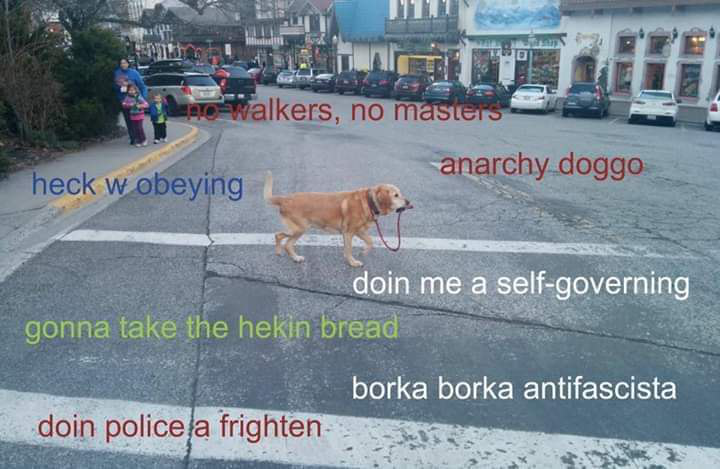 no walkers, no masters
anarchy doggo
heck w obeying
doin me a self-governing
gonna take the hekin bread
borka borka antifascista
doin police a frighten